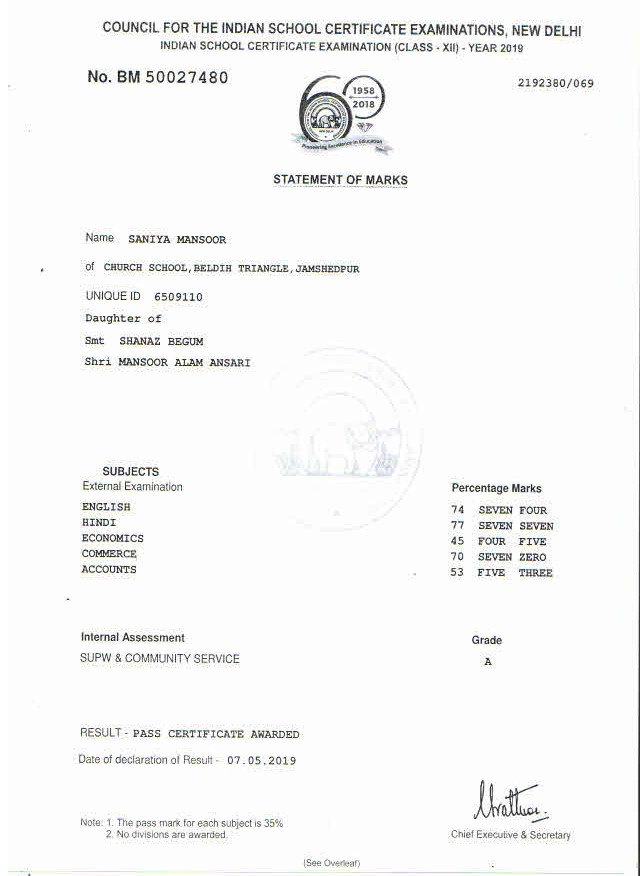 COUNCIL FOR THE INDIAN SCHOOL CERTIFICATE EXAMINATIONS, NEW DELHI
INDIAN SCHOOL CERTIFICATE EXAMINATION (CLASS - XII) - YEAR 2019
No. BM 50027480
2192380/069
1958
2018
Pioneering Excellence in Education
STATEMENT OF MARKS
Name SANIYA MANSOOR
of CHURCH SCHOOL,BELDIH TRIANGLE,JAMSHEDPUR
UNIQUE ID 6509110
Daughter of
Smt SHANAZ BEGUM
Shri MANSOOR ALAM ANSARI
SUBJECTS
External Examination Percentage Marks
ENGLISH 74 SEVEN FOUR
HINDI 77 SEVEN SEVEN
ECONOMICS 45 FOUR FIVE
COMMERCE 70 SEVEN ZERO
ACCOUNTS 53 FIVE THREE
Internal Assessment Grade
SUPW & COMMUNITY SERVICE A
RESULT - PASS CERTIFICATE AWARDED
Date of declaration of Result - 07.05.2019
Note: 1. The pass mark for each subject is 35%
2. No divisions are awarded.
Chief Executive & Secretary
(See Overleaf)